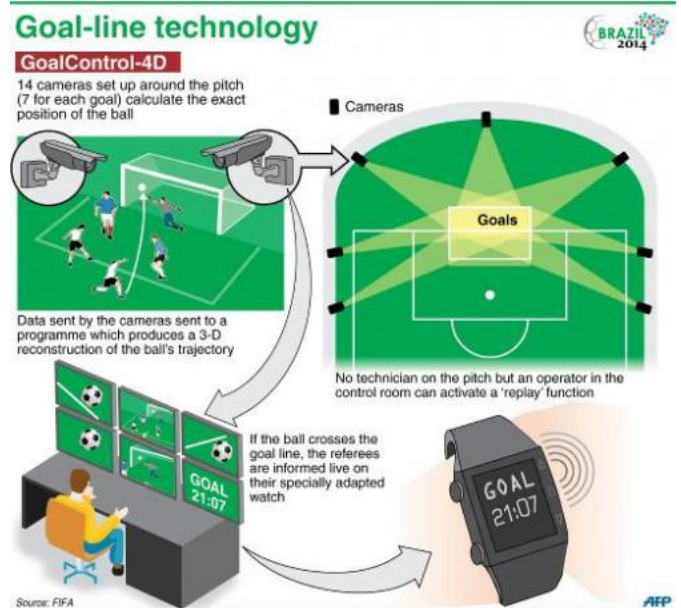 Goal-line technology
BRAZIL
2014
GoalControl-4D
14 cameras set up around the pitch
(7 for each goal) calculate the exact
position of the ball
Cameras
Goals
Data sent by the cameras sent to a
programme which produces a 3-D
reconstruction of the ball's trajectory
No technician on the pitch but an operator in the
control room can activate a 'replay' function
If the ball crosses the
goal line, the referees
are informed live on
their specially adapted
watch
GOAL
21:07
GOAL
21:07
Source: FIFA
AFP